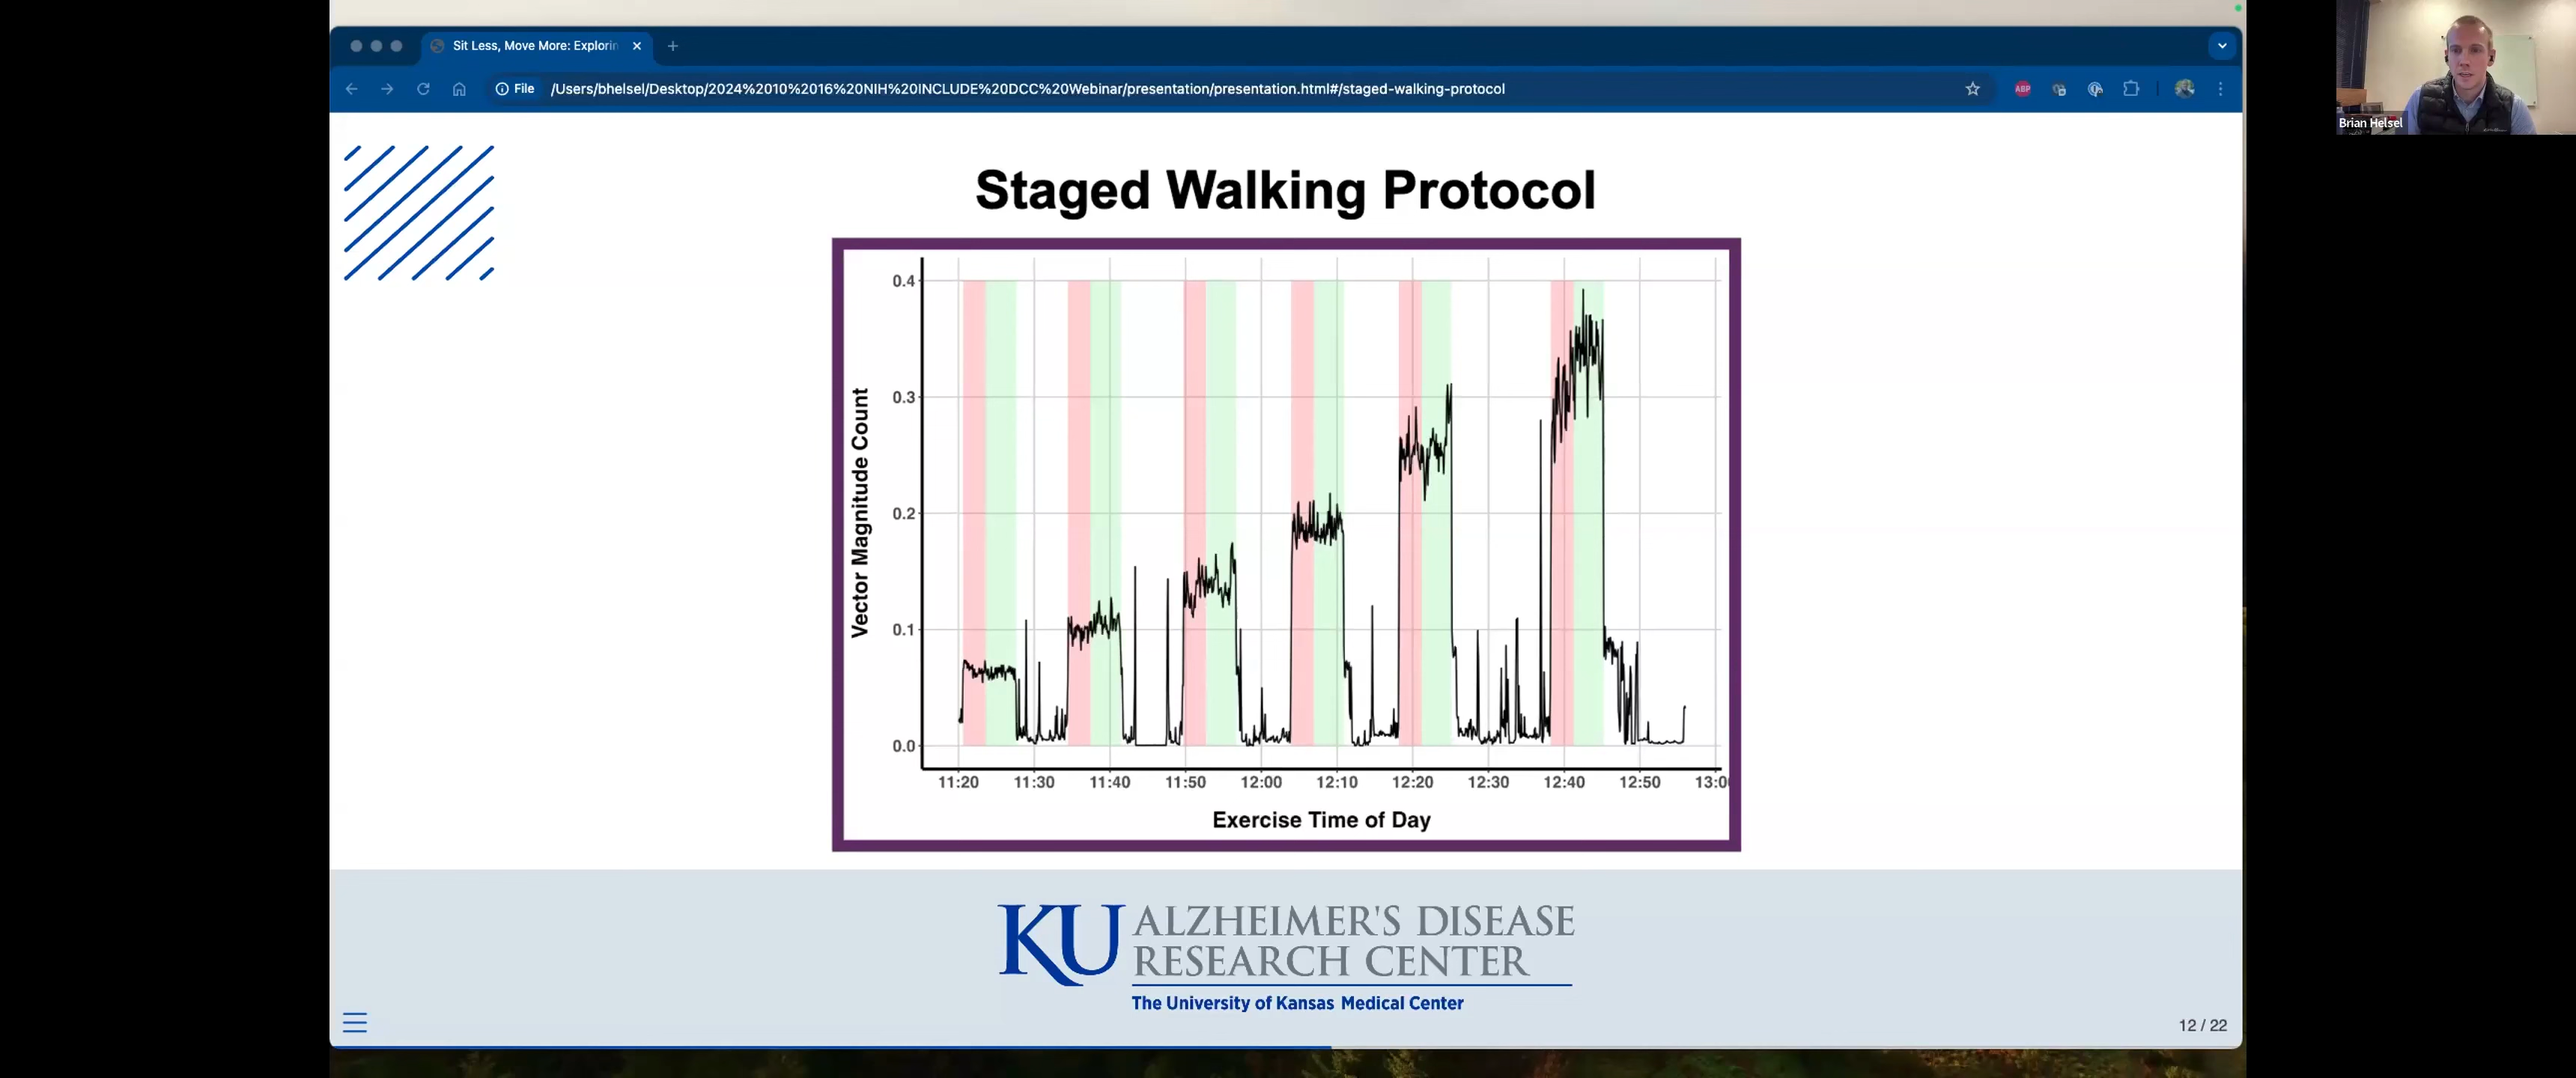 Sit Less, Move More: Explorin
File
/Users/bhelsel/Desktop/2024%2010%2016%20NIH%20INCLUDE%20DCC%20Webinar/presentation/presentation.html#/staged-walking-protocol
ABP
Brian Helsel
Staged Walking Protocol
Vector Magnitude Count
0.4
0.3
0.2
0.1
0.0
11:20 11:30 11:40 11:50 12:00 12:10 12:20 12:30 12:40 12:50 13:0
Exercise Time of Day
KU ALZHEIMER'S DISEASE
RESEARCH CENTER
The University of Kansas Medical Center
12 / 22